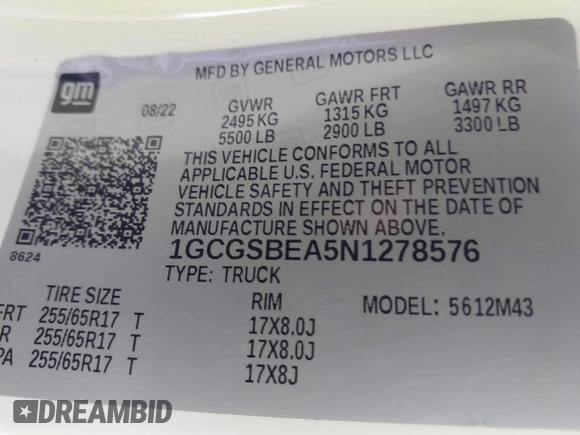 gm
MFD BY GENERAL MOTORS LLC
08/22
GVWR GAWR FRT GAWR RR
2495 KG 1315 KG 1497 KG
5500 LB 2900 LB 3300 LB
THIS VEHICLE CONFORMS TO ALL
APPLICABLE U.S. FEDERAL MOTOR
VEHICLE SAFETY AND THEFT PREVENTION
STANDARDS IN EFFECT ON THE DATE OF
MANUFACTURE SHOWN ABOVE.
8624
1GCGSBEA5N1278576
TYPE: TRUCK
TIRE SIZE RIM MODEL: 5612M43
FRT 255/65R17 T 17X8.0J
R 255/65R17 T 17X8.0J
PA 255/65R17 T 17X8J
DREAMBID